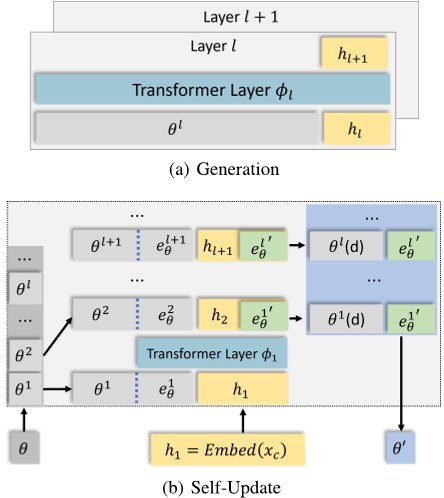 Layer l + 1
Layer l
h_{l+1}
Transformer Layer ϕ_l
θ^l h_l
(a) Generation
... ...
... θ^{l+1} e_θ^{l+1} h_{l+1} e_θ^{l}′ θ^l(d) e_θ^{l}′
θ^l
... ...
... θ^2 e_θ^2 h_2 e_θ^{1}′ θ^1(d) e_θ^{1}′
θ^2 Transformer Layer ϕ_1
θ^1 θ^1 e_θ^1 h_1
θ h_1 = Embed(x_c) θ′
(b) Self-Update